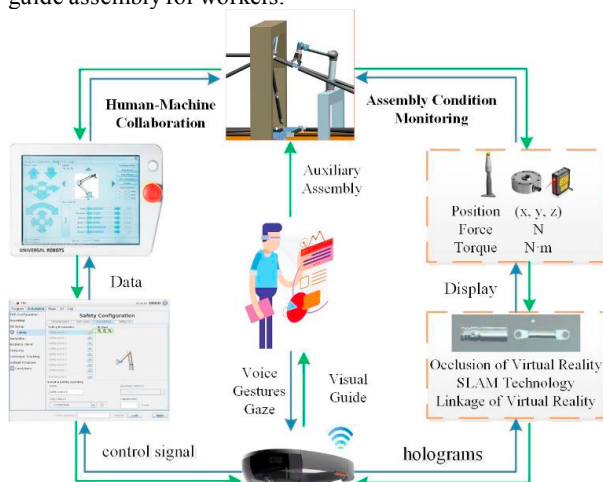 guide assembly for workers.
Human-Machine
Collaboration
Assembly Condition
Monitoring
Auxiliary
Assembly
Position (x, y, z)
Force N
Torque N·m
UNIVERSAL ROBOTS
Data
Display
Safety Configuration
Voice
Gestures
Gaze
Visual
Guide
Occlusion of Virtual Reality
SLAM Technology
Linkage of Virtual Reality
control signal
holograms